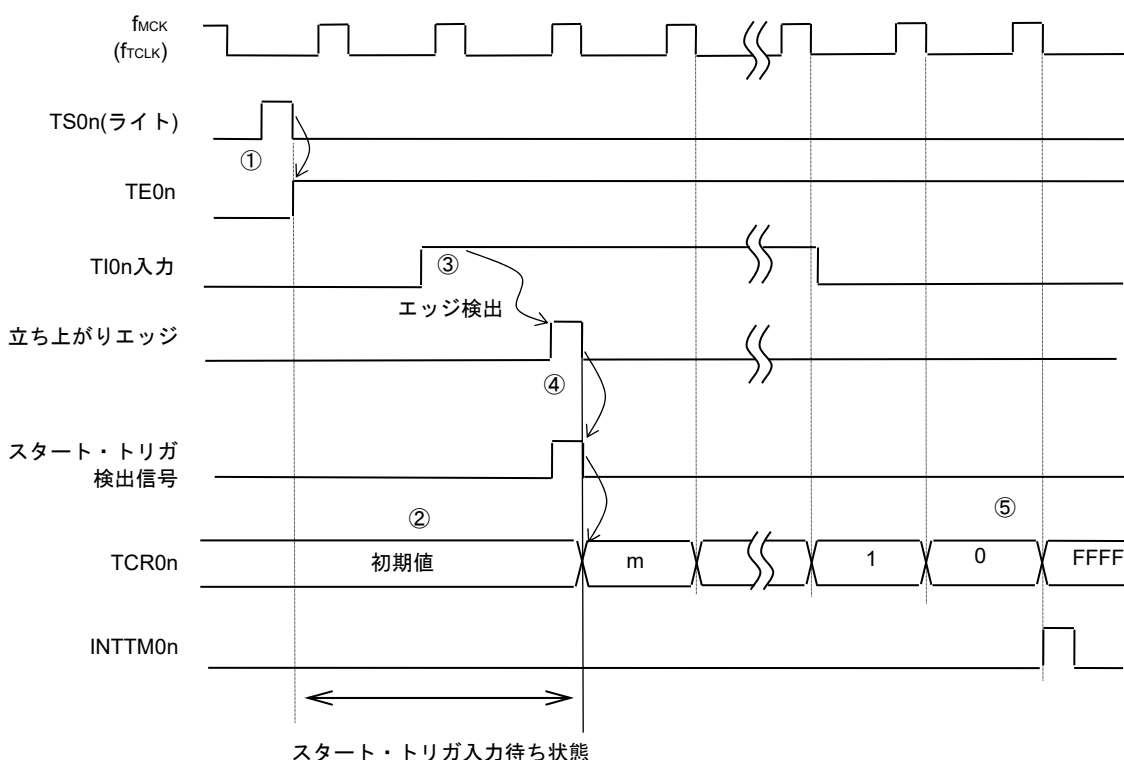 fMCK
(fTCLK)
TS0n(ライト)
①
TE0n
TI0n入力
③
エッジ検出
立ち上がりエッジ
④
スタート・トリガ
検出信号
②
⑤
TCR0n
初期値
m
1
0
FFFF
INTTM0n
スタート・トリガ入力待ち状態